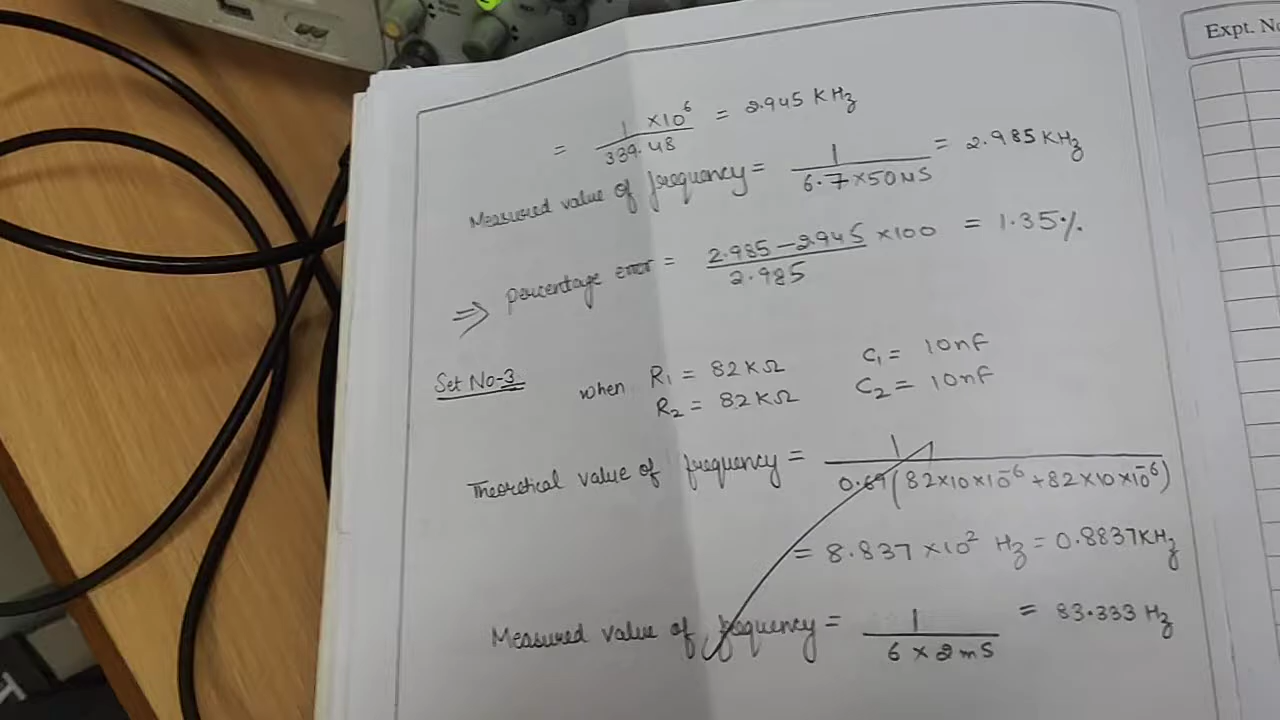 Expt. No
= 1/339.48 ×10⁶ = 2.945 KHz
Measured value of frequency = 1/(6.7×50μS) = 2.985 KHz
⇒ percentage error = (2.985 − 2.945)/2.985 ×100 = 1.35%
Set No-3 when R₁ = 82KΩ C₁ = 10nF
R₂ = 82KΩ C₂ = 10nF
Theoretical value of frequency = 1/(0.69(82×10×10⁻⁶ + 82×10×10⁻⁶))
= 8.837 ×10² Hz = 0.8837KHz
Measured value of frequency = 1/(6 × 2mS) = 83.333 Hz